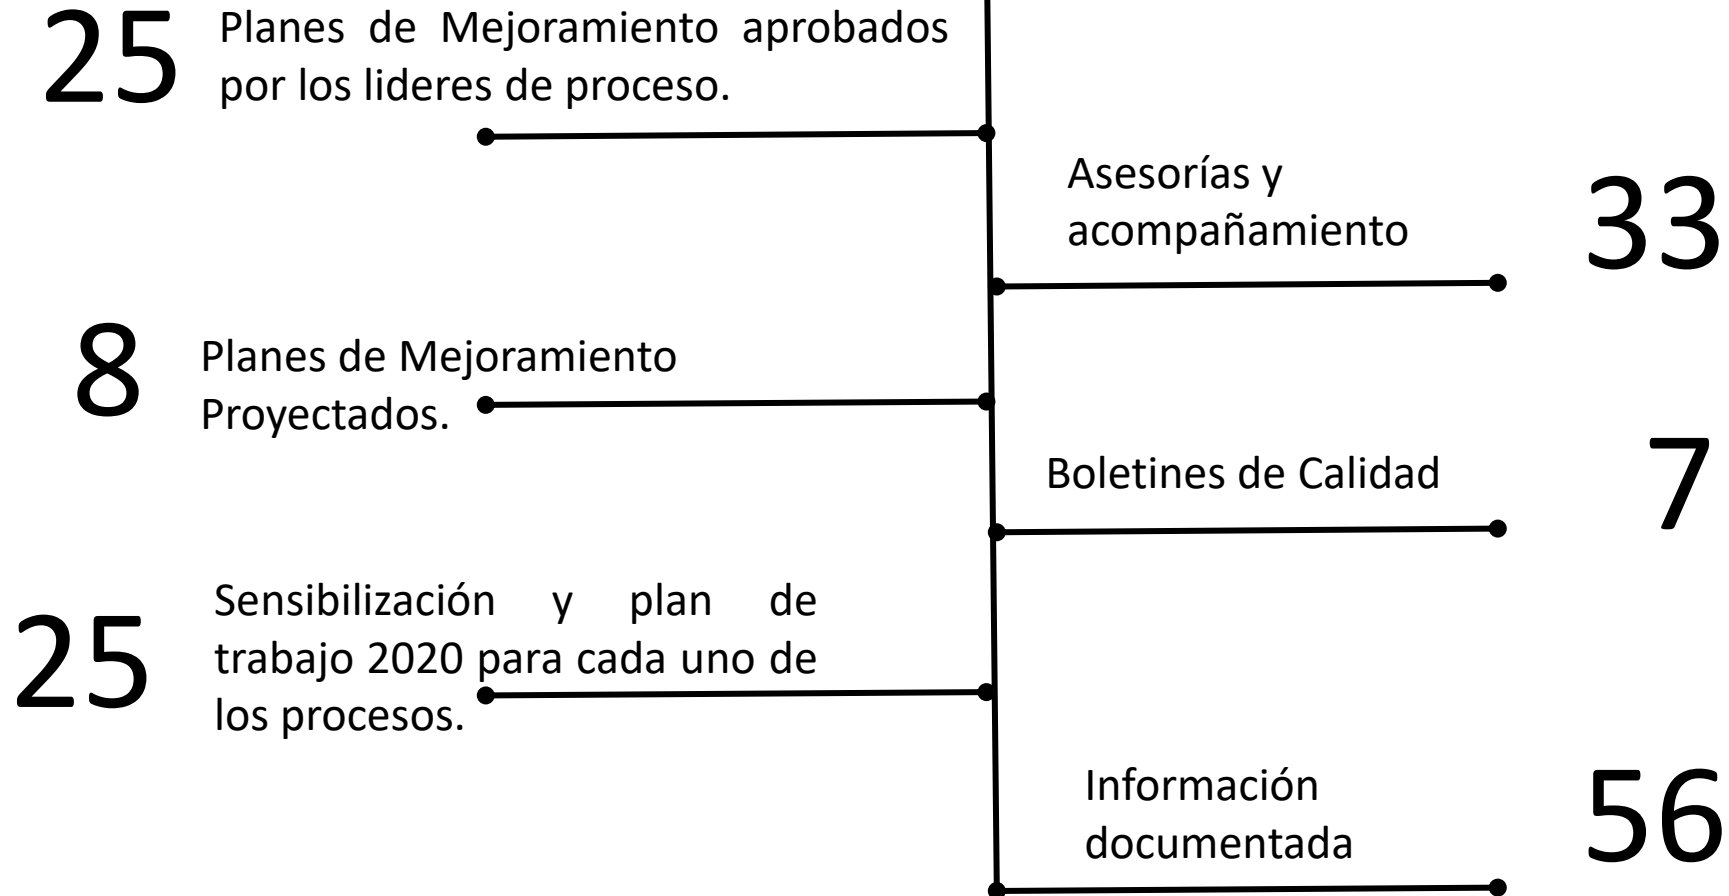 25
Planes de Mejoramiento aprobados
por los lideres de proceso.
Asesorías y
acompañamiento
33
8
Planes de Mejoramiento
Proyectados.
Boletines de Calidad
7
25
Sensibilización y plan de
trabajo 2020 para cada uno de
los procesos.
Información
documentada
56